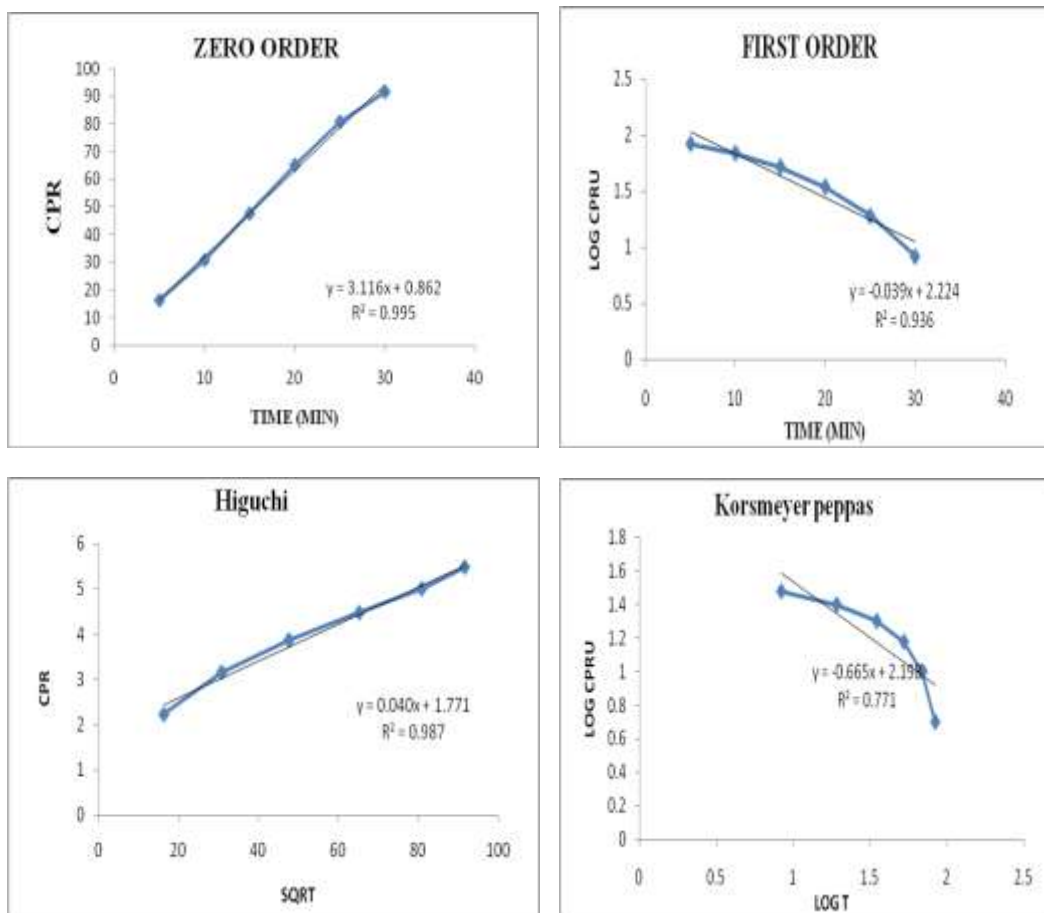 ZERO ORDER
CPR
100
90
80
70
60
50
40
30
20
10
0
y = 3.116x + 0.862
R² = 0.995
0 10 20 30 40
TIME (MIN)
FIRST ORDER
LOG CPRU
2.5
2
1.5
1
0.5
0
y = -0.039x + 2.224
R² = 0.936
0 10 20 30 40
TIME (MIN)
Higuchi
CPR
6
5
4
3
2
1
0
y = 0.040x + 1.771
R² = 0.987
0 20 40 60 80 100
SQRT
Korsmeyer peppas
LOG CPRU
1.8
1.6
1.4
1.2
1
0.8
0.6
0.4
0.2
0
y = -0.665x +
R² = 0.771
0 0.5 1 1.5 2 2.5
LOG T